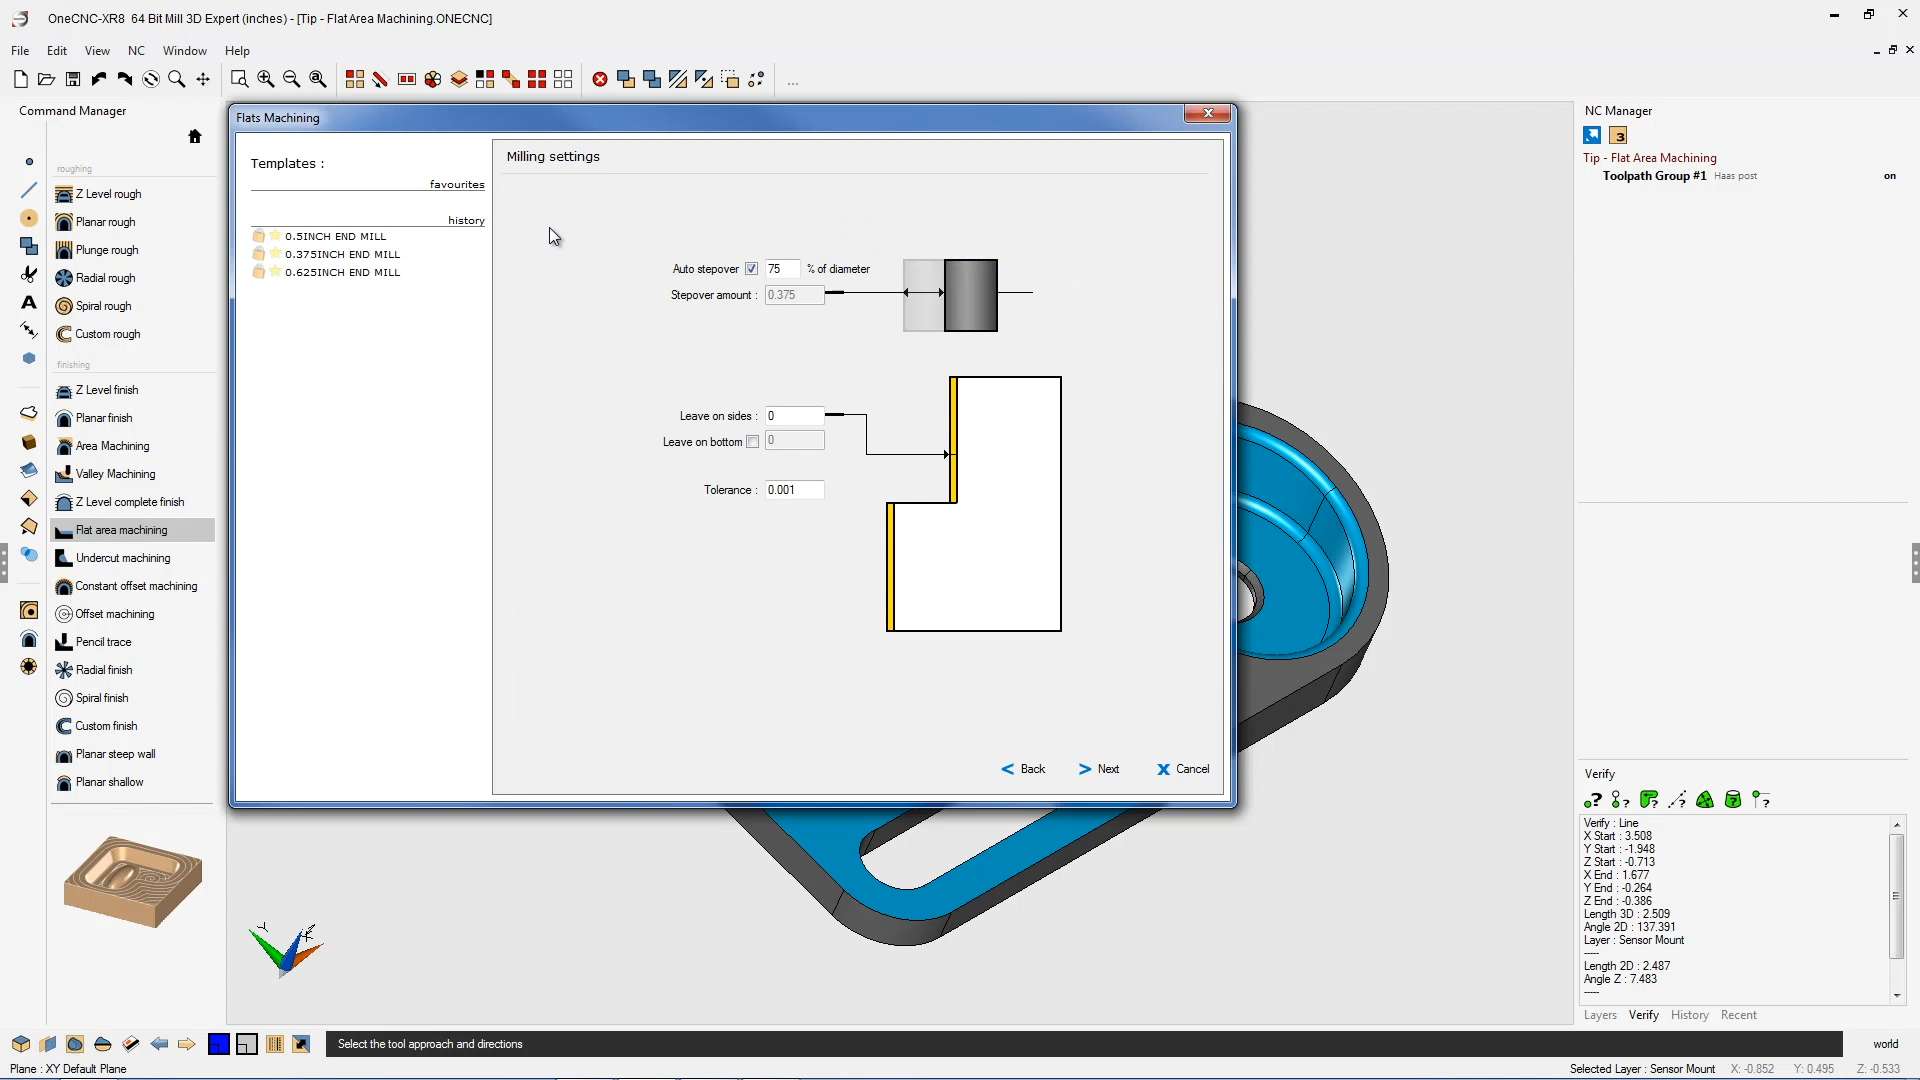 OneCNC-XR8 64 Bit Mill 3D Expert (inches) - [Tip - Flat Area Machining.ONECNC]
File Edit View NC Window Help
Command Manager
roughing
Z Level rough
Planar rough
Plunge rough
Radial rough
Spiral rough
Custom rough
finishing
Z Level finish
Planar finish
Area Machining
Valley Machining
Z Level complete finish
Flat area machining
Undercut machining
Constant offset machining
Offset machining
Pencil trace
Radial finish
Spiral finish
Custom finish
Planar steep wall
Planar shallow
Flats Machining
Templates :
favourites
history
0.5INCH END MILL
0.375INCH END MILL
0.625INCH END MILL
Milling settings
Auto stepover 75 % of diameter
Stepover amount : 0.375
Leave on sides : 0
Leave on bottom 0
Tolerance : 0.001
< Back > Next X Cancel
NC Manager
3
Tip - Flat Area Machining
Toolpath Group #1 Haas post on
Verify
Verify : Line
X Start : 3.508
Y Start : -1.948
Z Start : -0.713
X End : 1.677
Y End : -0.264
Z End : -0.386
Length 3D : 2.509
Angle 2D : 137.391
Layer : Sensor Mount
-----
Length 2D : 2.487
Angle Z : 7.483
-----
Layers Verify History Recent
Select the tool approach and directions
world
Plane : XY Default Plane
Selected Layer : Sensor Mount X: -0.852 Y: 0.495 Z: -0.533